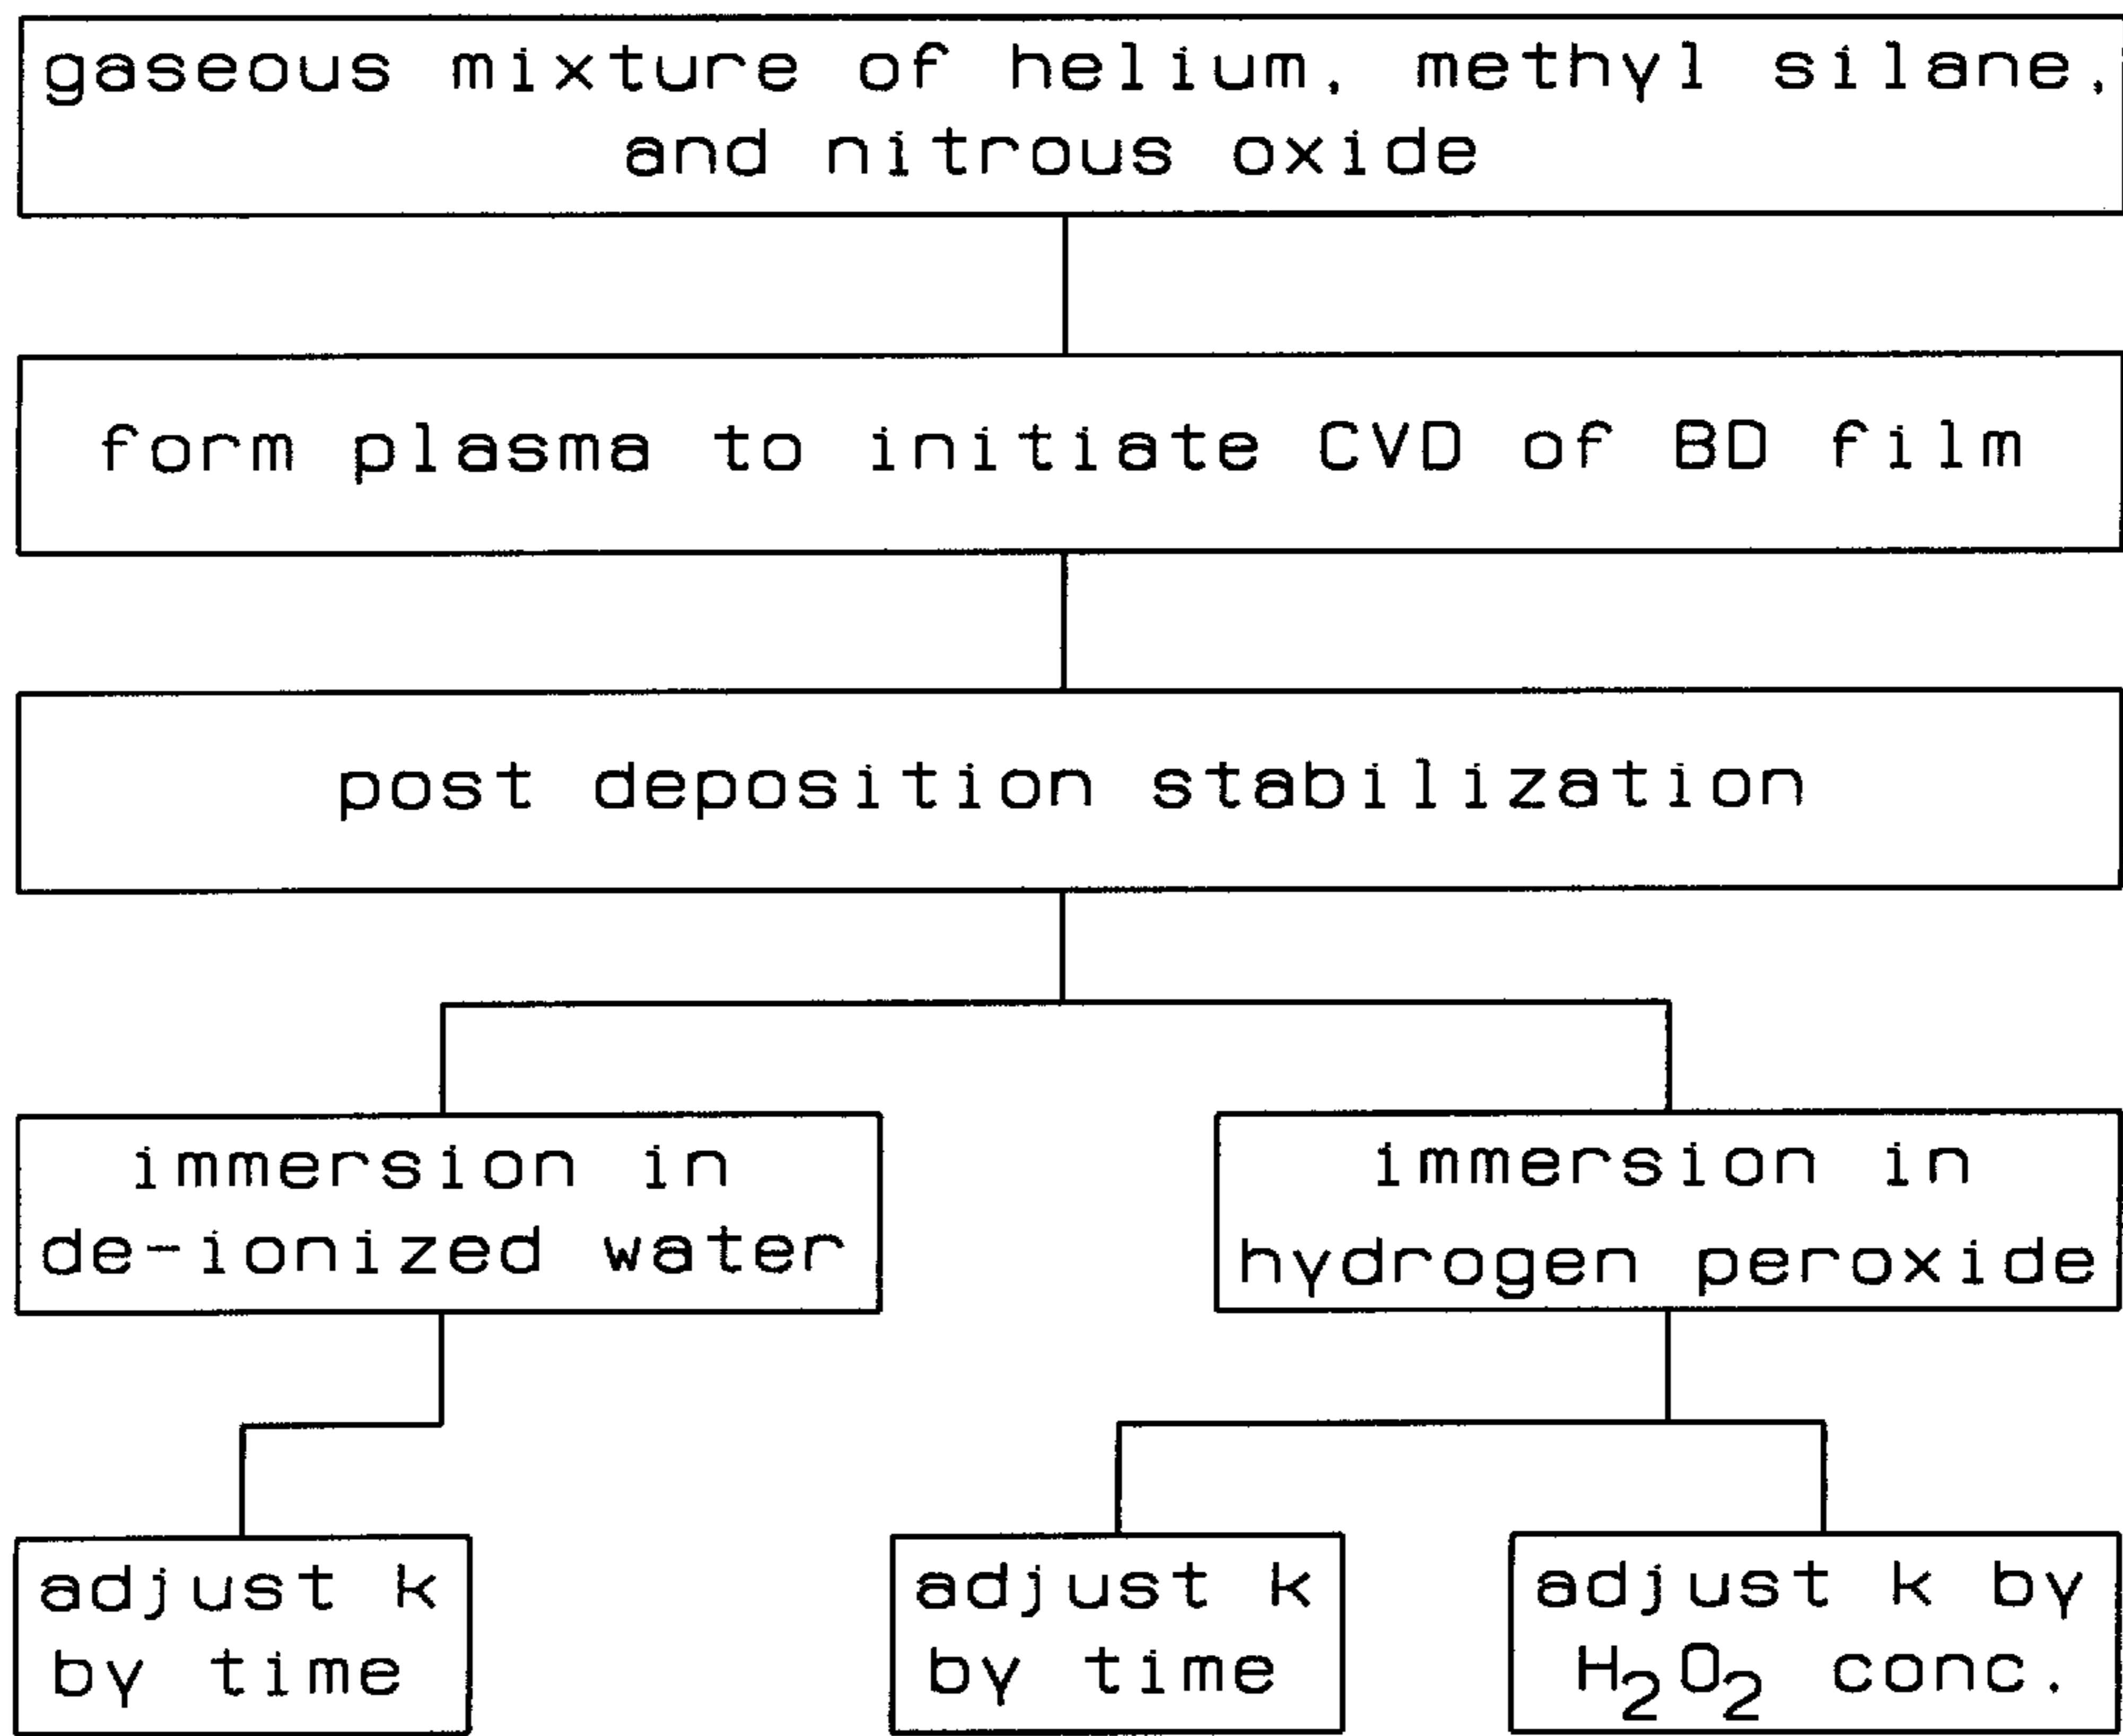 gaseous mixture of helium, methyl silane,
and nitrous oxide
form plasma to initiate CVD of BD film
post deposition stabilization
immersion in
de-ionized water
immersion in
hydrogen peroxide
adjust k
by time
adjust k
by time
adjust k by
H₂O₂ conc.